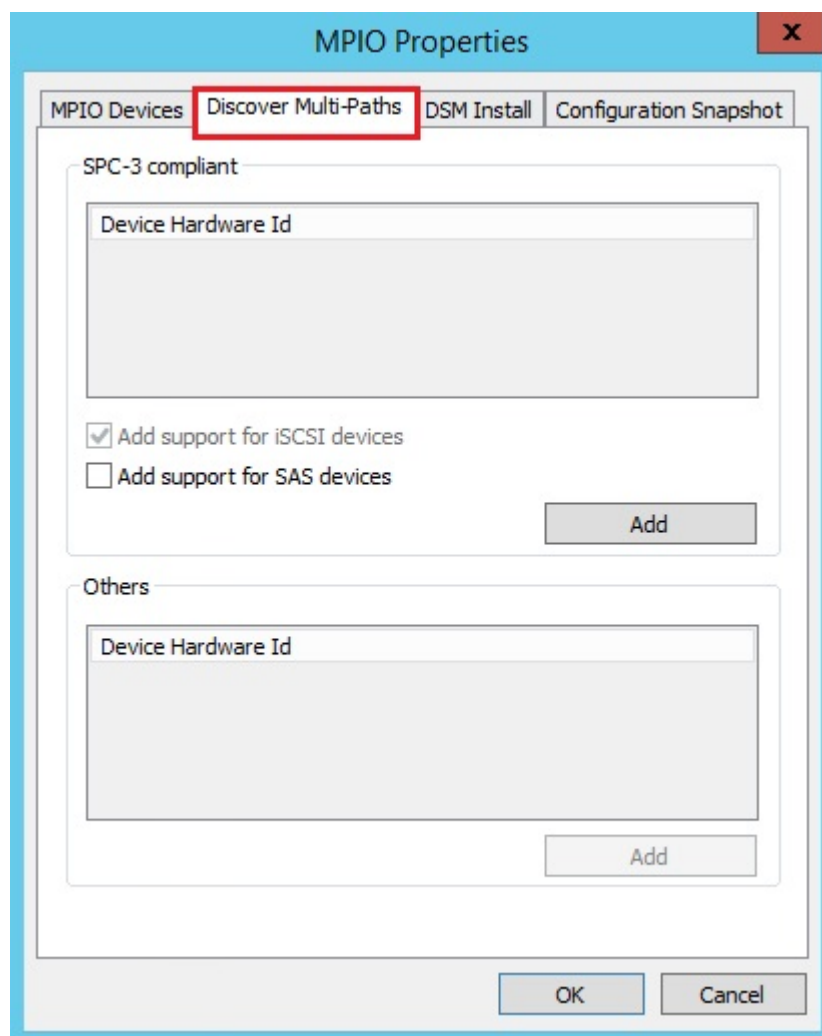 MPIO Properties
x
MPIO Devices Discover Multi-Paths DSM Install Configuration Snapshot
SPC-3 compliant
Device Hardware Id
Add support for iSCSI devices
Add support for SAS devices
Add
Others
Device Hardware Id
Add
OK Cancel